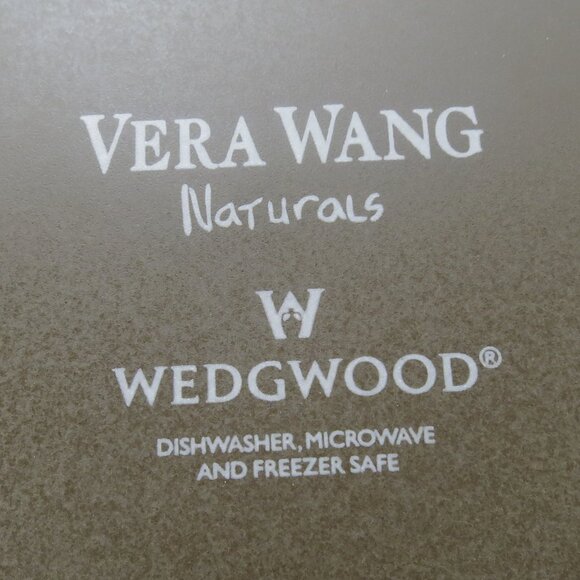 VERA WANG
Naturals
W
WEDGWOOD®
DISHWASHER, MICROWAVE
AND FREEZER SAFE